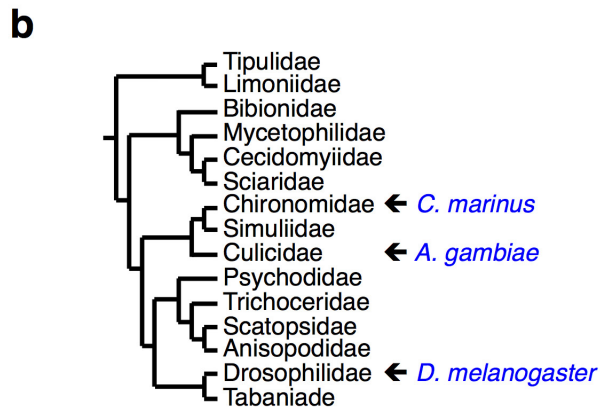 b
Tipulidae
Limoniidae
Bibionidae
Mycetophilidae
Cecidomyiidae
Sciaridae
Chironomidae C. marinus
Simuliidae
Culicidae A. gambiae
Psychodidae
Trichoceridae
Scatopsidae
Anisopodidae
Drosophilidae D. melanogaster
Tabaniade